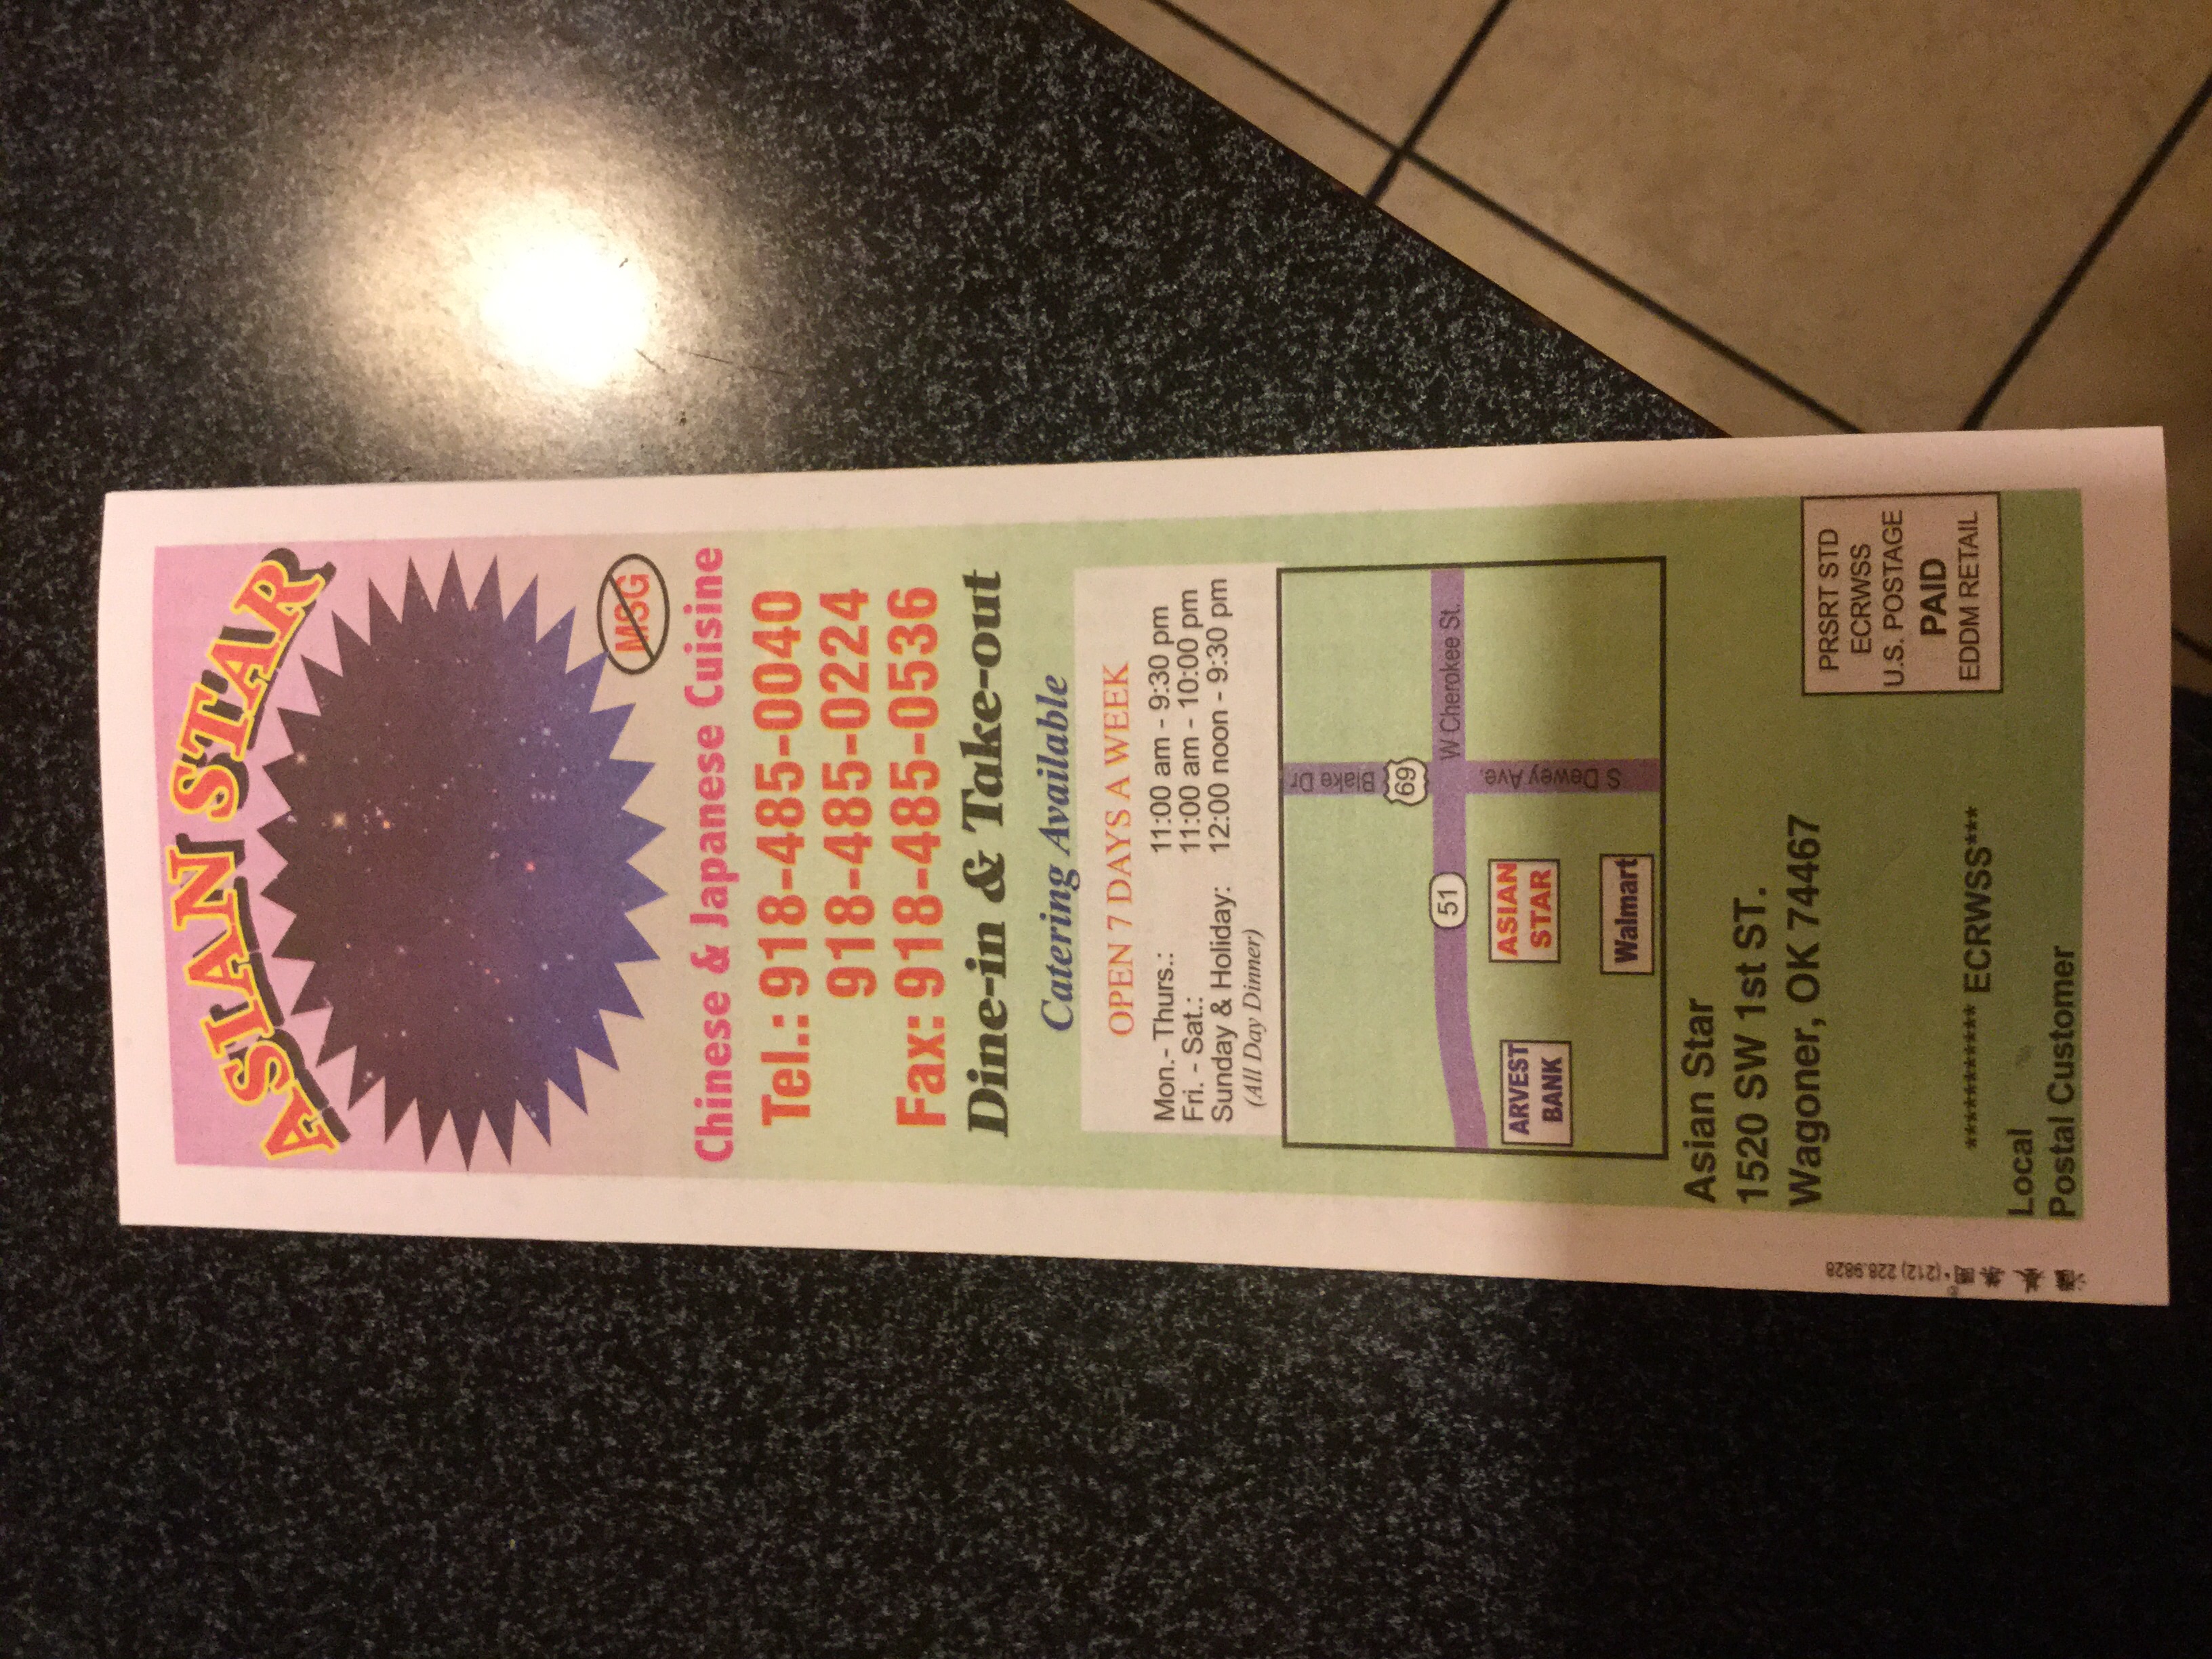 ASIAN STAR
MSG
Chinese & Japanese Cuisine
Tel.: 918-485-0040
918-485-0224
Fax: 918-485-0536
Dine-in & Take-out
Catering Available
OPEN 7 DAYS A WEEK
Mon.- Thurs.: 11:00 am - 9:30 pm
Fri. - Sat.: 11:00 am - 10:00 pm
Sunday & Holiday: 12:00 noon - 9:30 pm
(All Day Dinner)
Blake Dr
69
51
W Cherokee St.
S Dewey Ave.
ARVEST
BANK
ASIAN
STAR
Walmart
Asian Star
1520 SW 1st ST.
Wagoner, OK 74467
PRSRT STD
ECRWSS
U.S. POSTAGE
PAID
EDDM RETAIL
********** ECRWSS***
Local
Postal Customer
(212) 228.9828